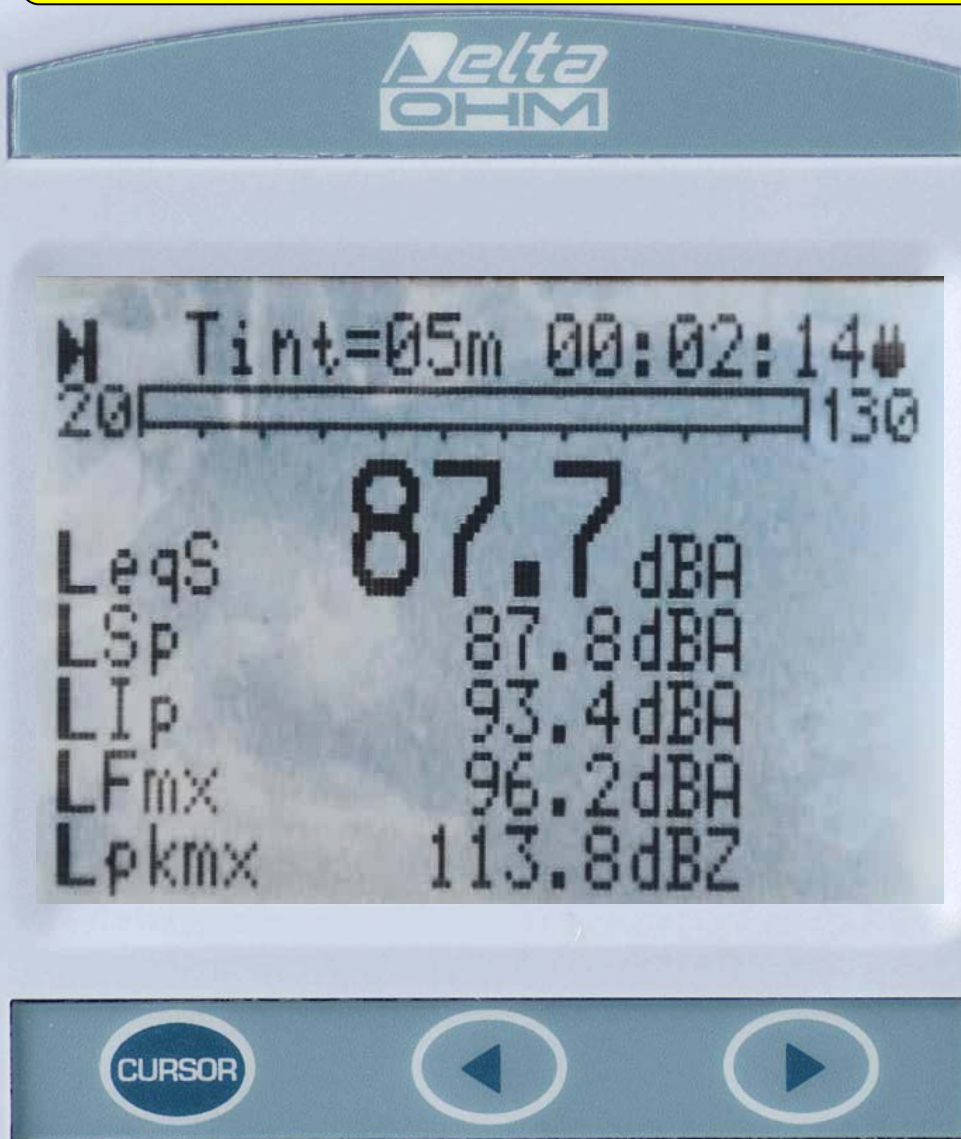 Delta
OHM
Tint=05m 00:02:14
20 130
LeqS 87.7 dBA
LSp 87.8dBA
LIp 93.4dBA
LFmx 96.2dBA
Lpkmx 113.8dBZ
CURSOR